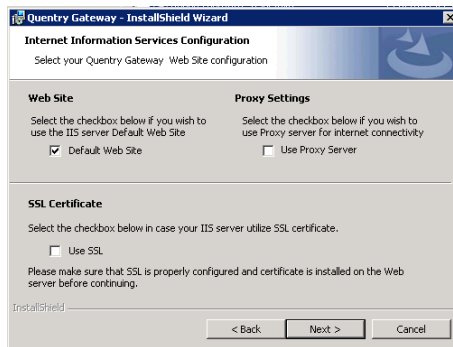 Quentry Gateway - InstallShield Wizard
Internet Information Services Configuration
Select your Quentry Gateway Web Site configuration
Web Site
Select the checkbox below if you wish to
use the IIS server Default Web Site
Default Web Site
Proxy Settings
Select the checkbox below if you wish to
use Proxy server for internet connectivity
Use Proxy Server
SSL Certificate
Select the checkbox below in case your IIS server utilize SSL certificate.
Use SSL
Please make sure that SSL is properly configured and certificate is installed on the Web
server before continuing.
InstallShield
< Back
Next >
Cancel